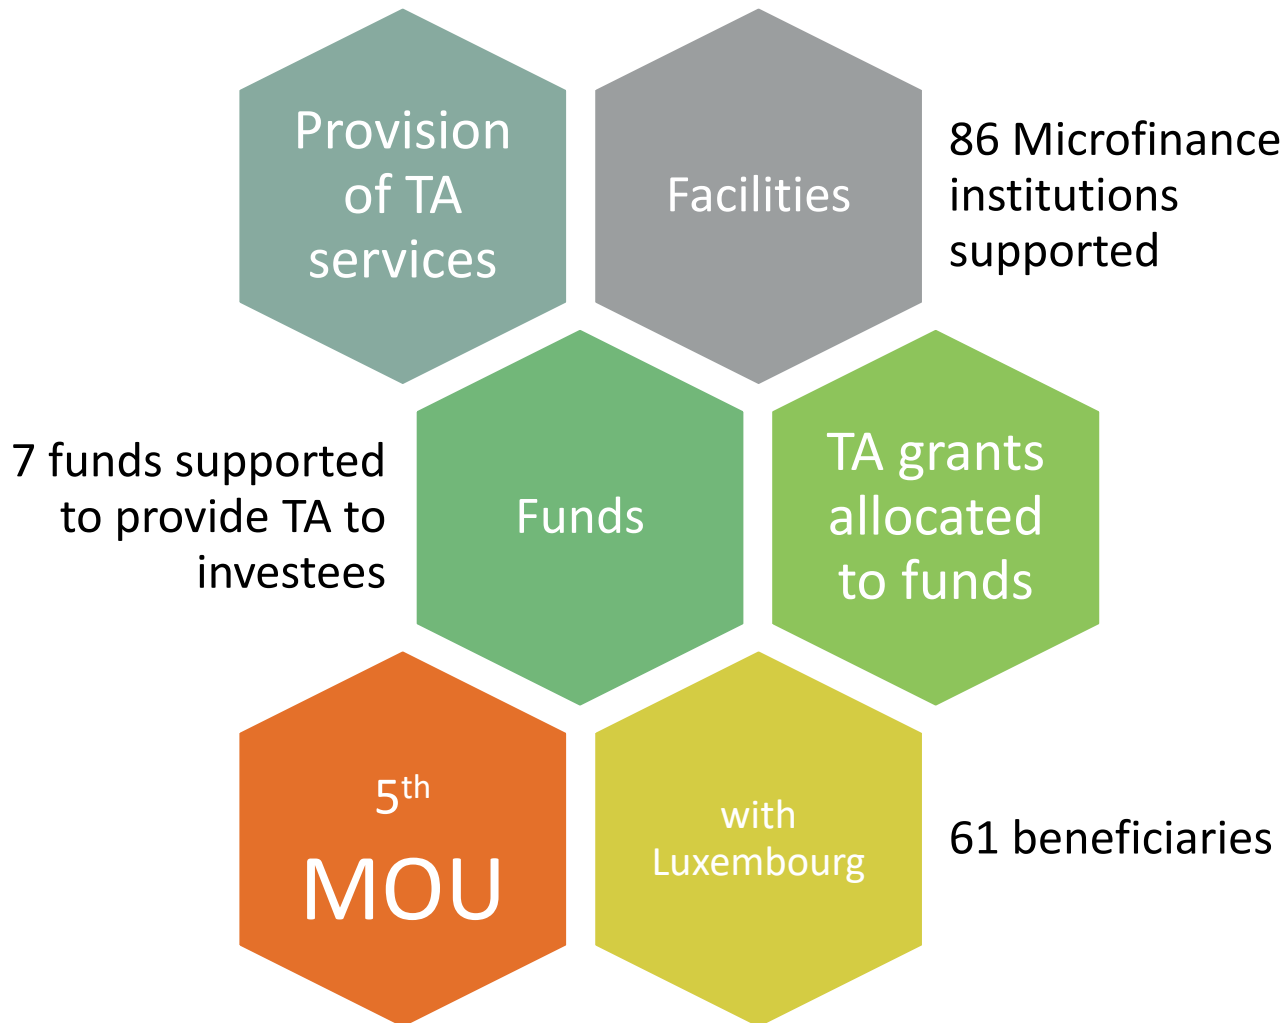 Provision
of TA
services
Facilities
86 Microfinance
institutions
supported
7 funds supported
to provide TA to
investees
Funds
TA grants
allocated
to funds
5th
MOU
with
Luxembourg
61 beneficiaries